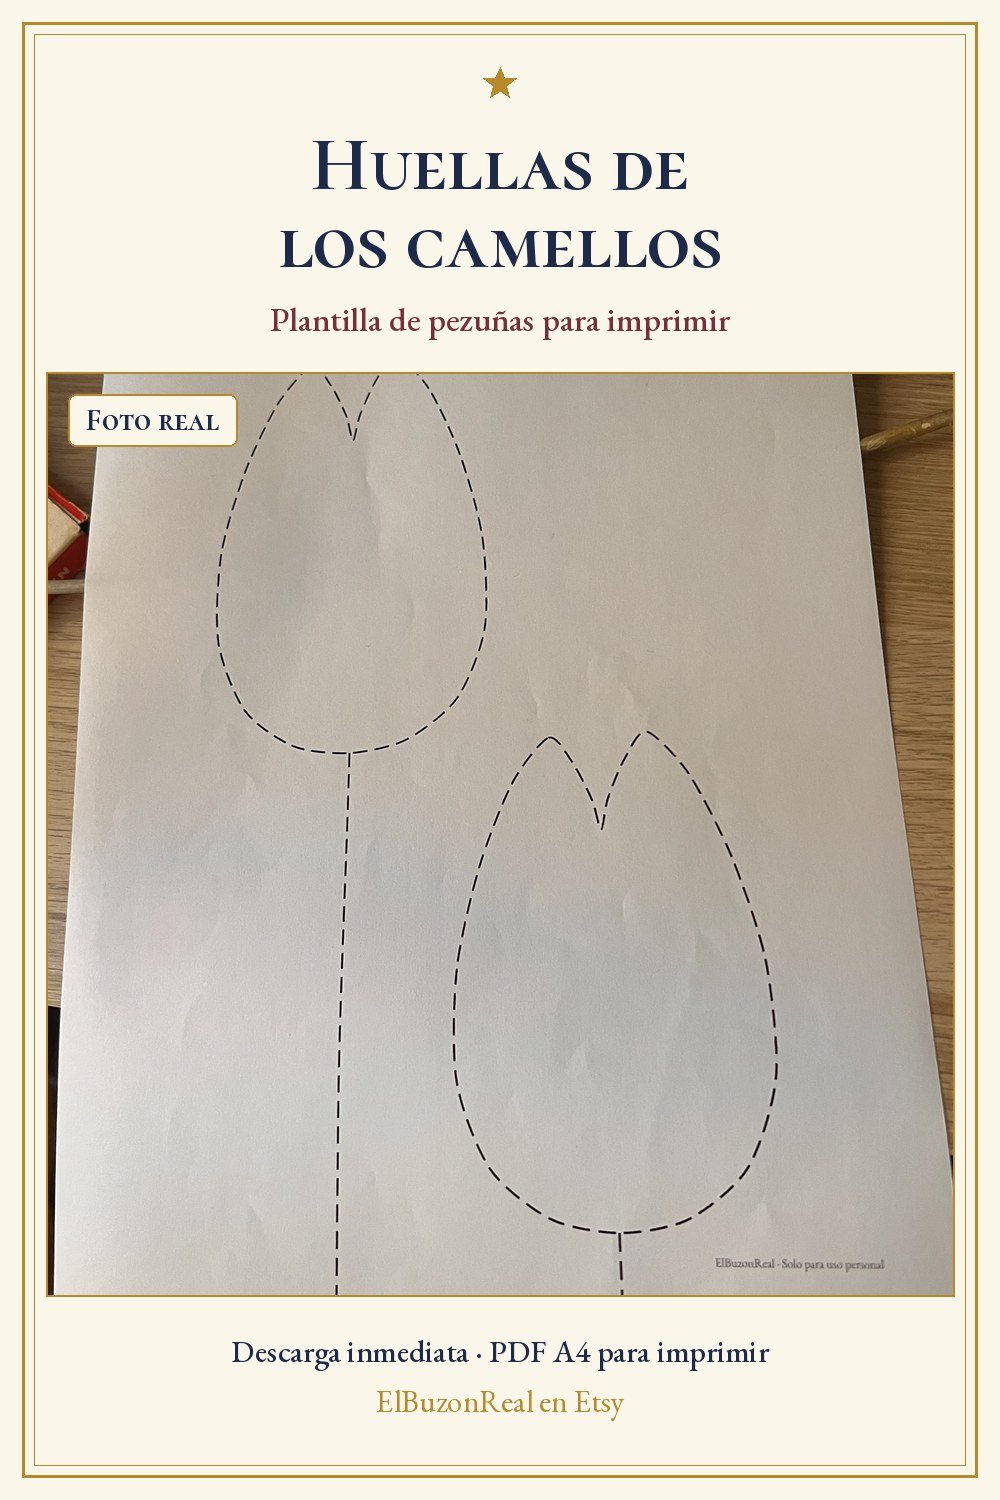 Huellas de
los camellos
Plantilla de pezuñas para imprimir
Foto real
ElBuzonReal - Solo para uso personal
Descarga inmediata · PDF A4 para imprimir
ElBuzonReal en Etsy